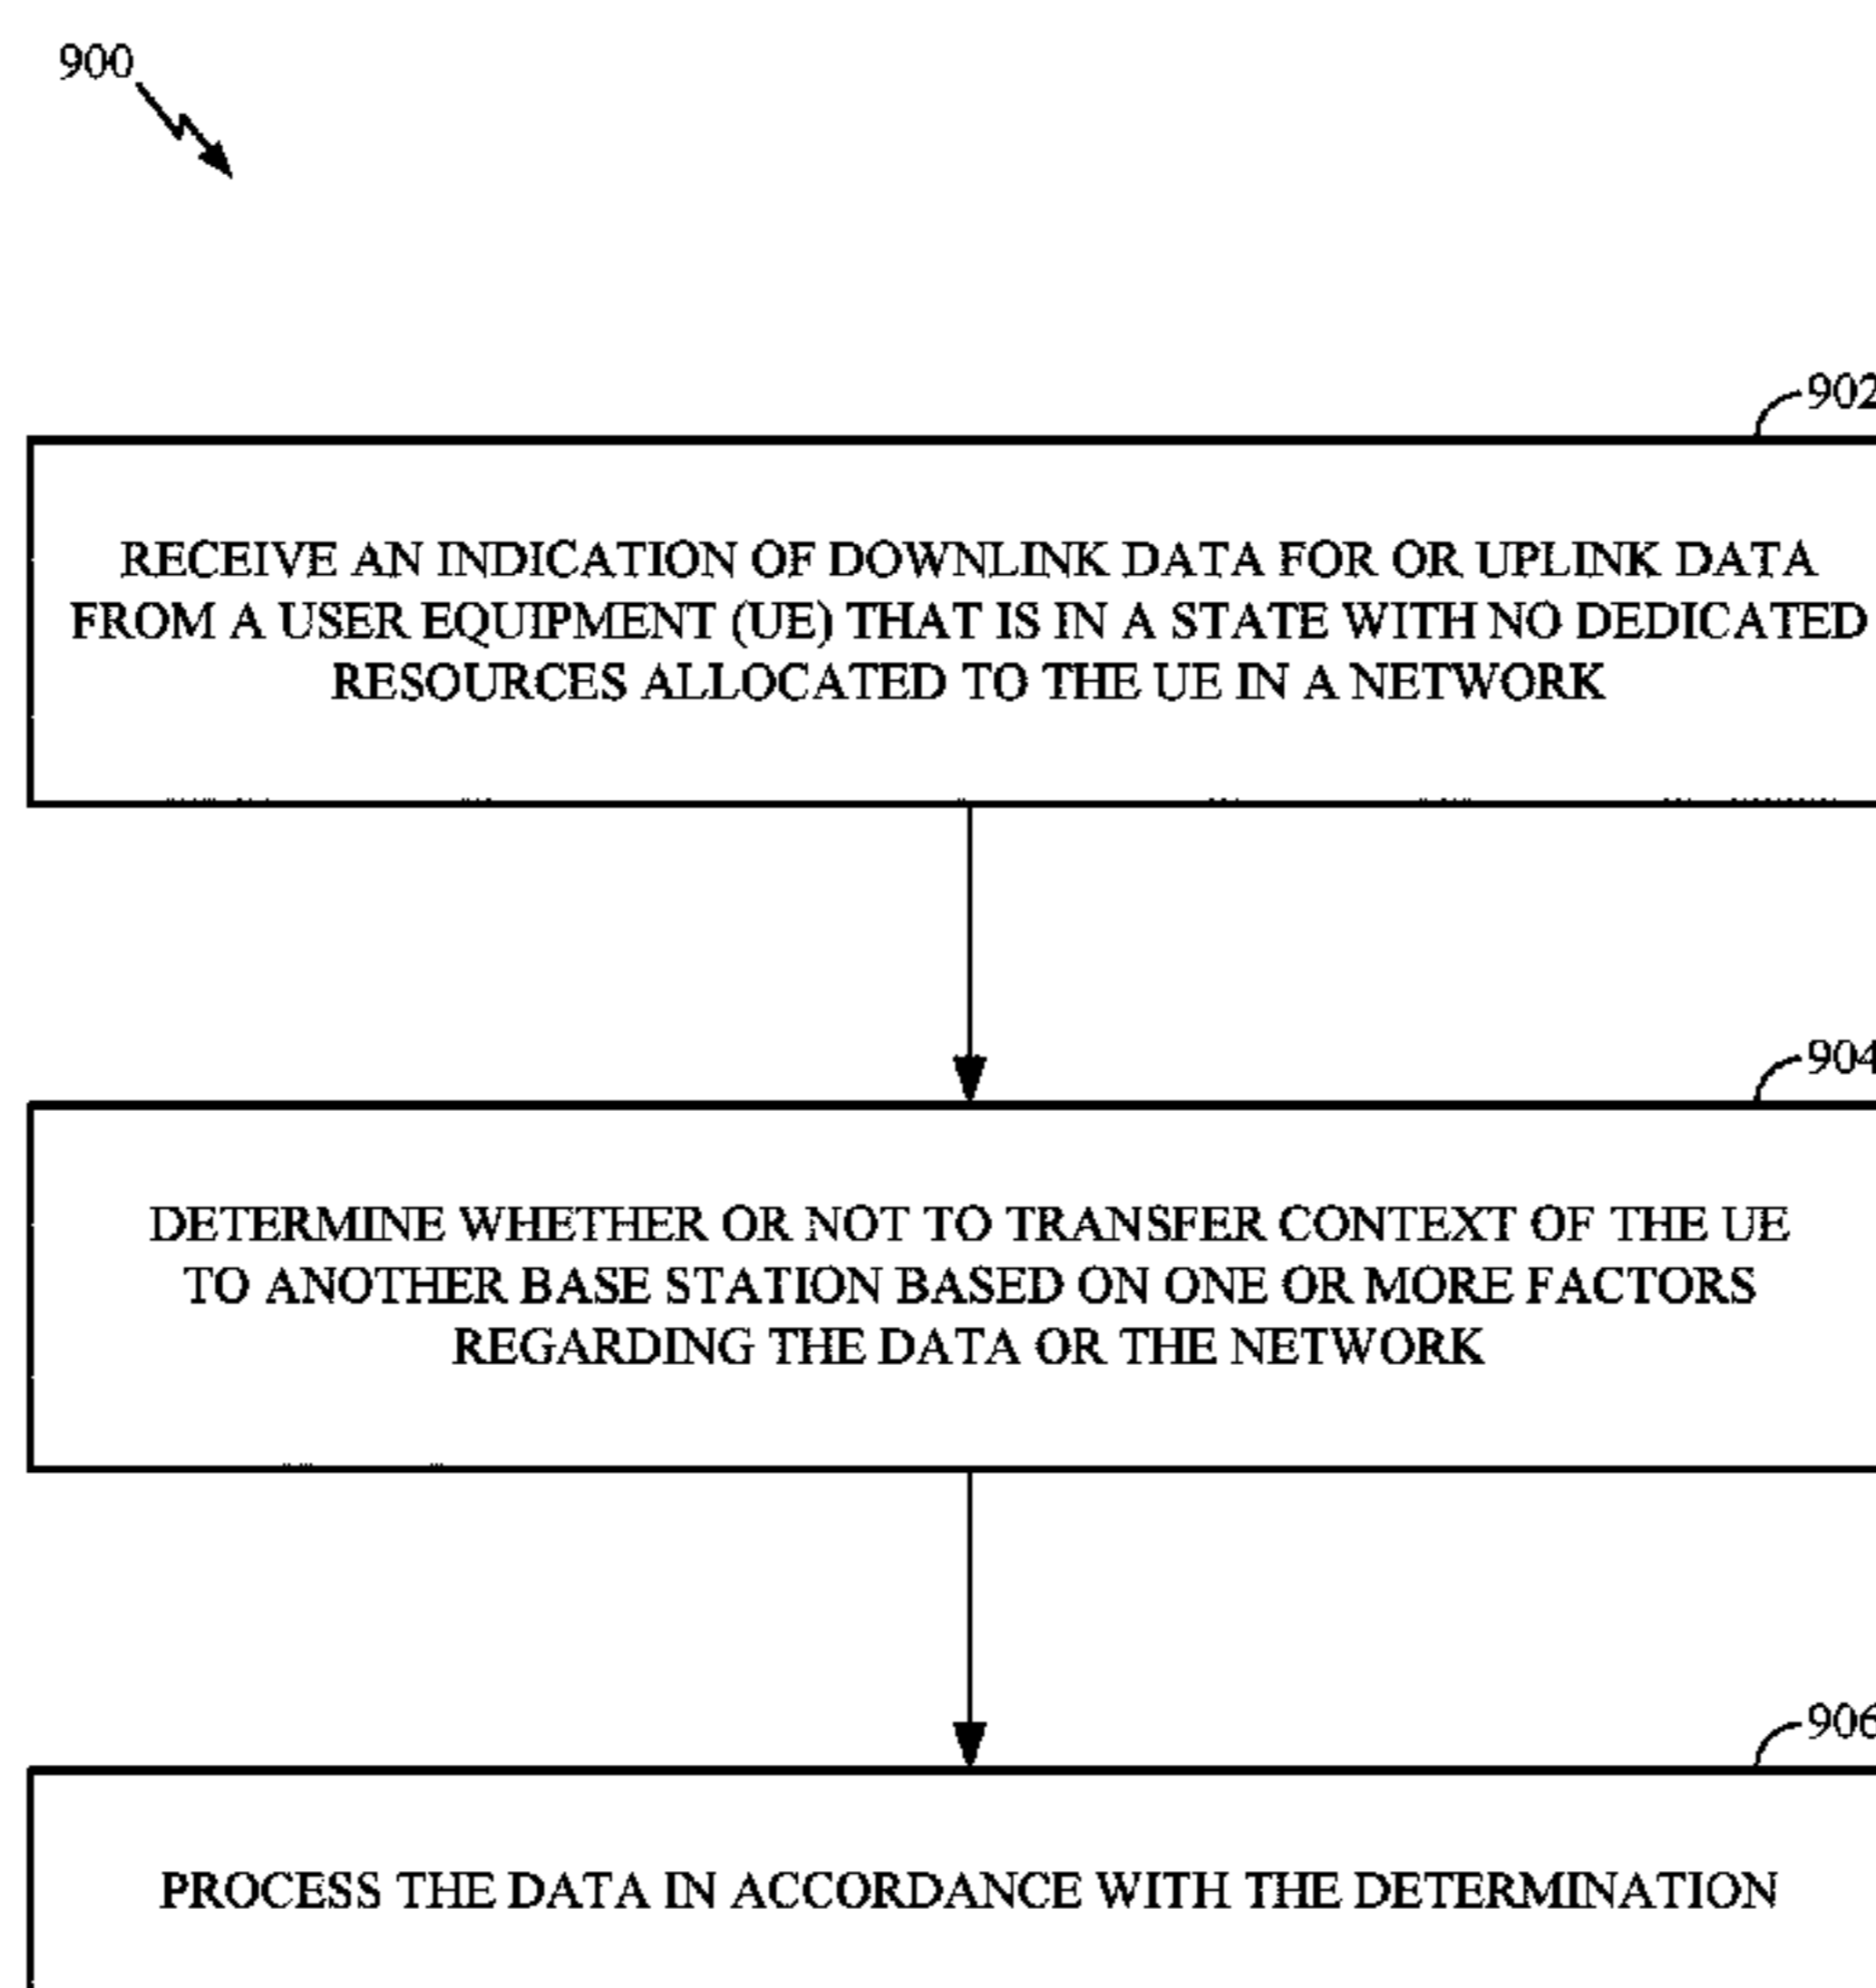 900
902
RECEIVE AN INDICATION OF DOWNLINK DATA FOR OR UPLINK DATA
FROM A USER EQUIPMENT (UE) THAT IS IN A STATE WITH NO DEDICATED
RESOURCES ALLOCATED TO THE UE IN A NETWORK
904
DETERMINE WHETHER OR NOT TO TRANSFER CONTEXT OF THE UE
TO ANOTHER BASE STATION BASED ON ONE OR MORE FACTORS
REGARDING THE DATA OR THE NETWORK
906
PROCESS THE DATA IN ACCORDANCE WITH THE DETERMINATION